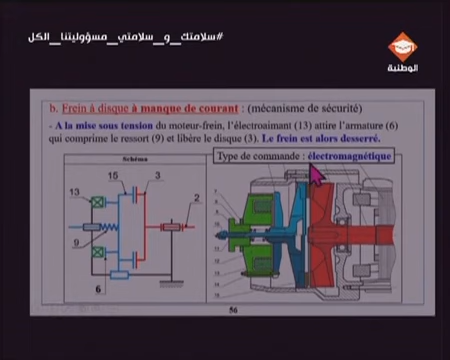 #سلامتك_و_سلامتي_مسؤوليتنا_الكل
الوطنية
b. Frein à disque à manque de courant : (mécanisme de sécurité)
- A la mise sous tension du moteur-frein, l'électroaimant (13) attire l'armature (6)
qui comprime le ressort (9) et libère le disque (3). Le frein est alors desserré.
Schéma
Type de commande : électromagnétique
15
3
13
2
9
6
56